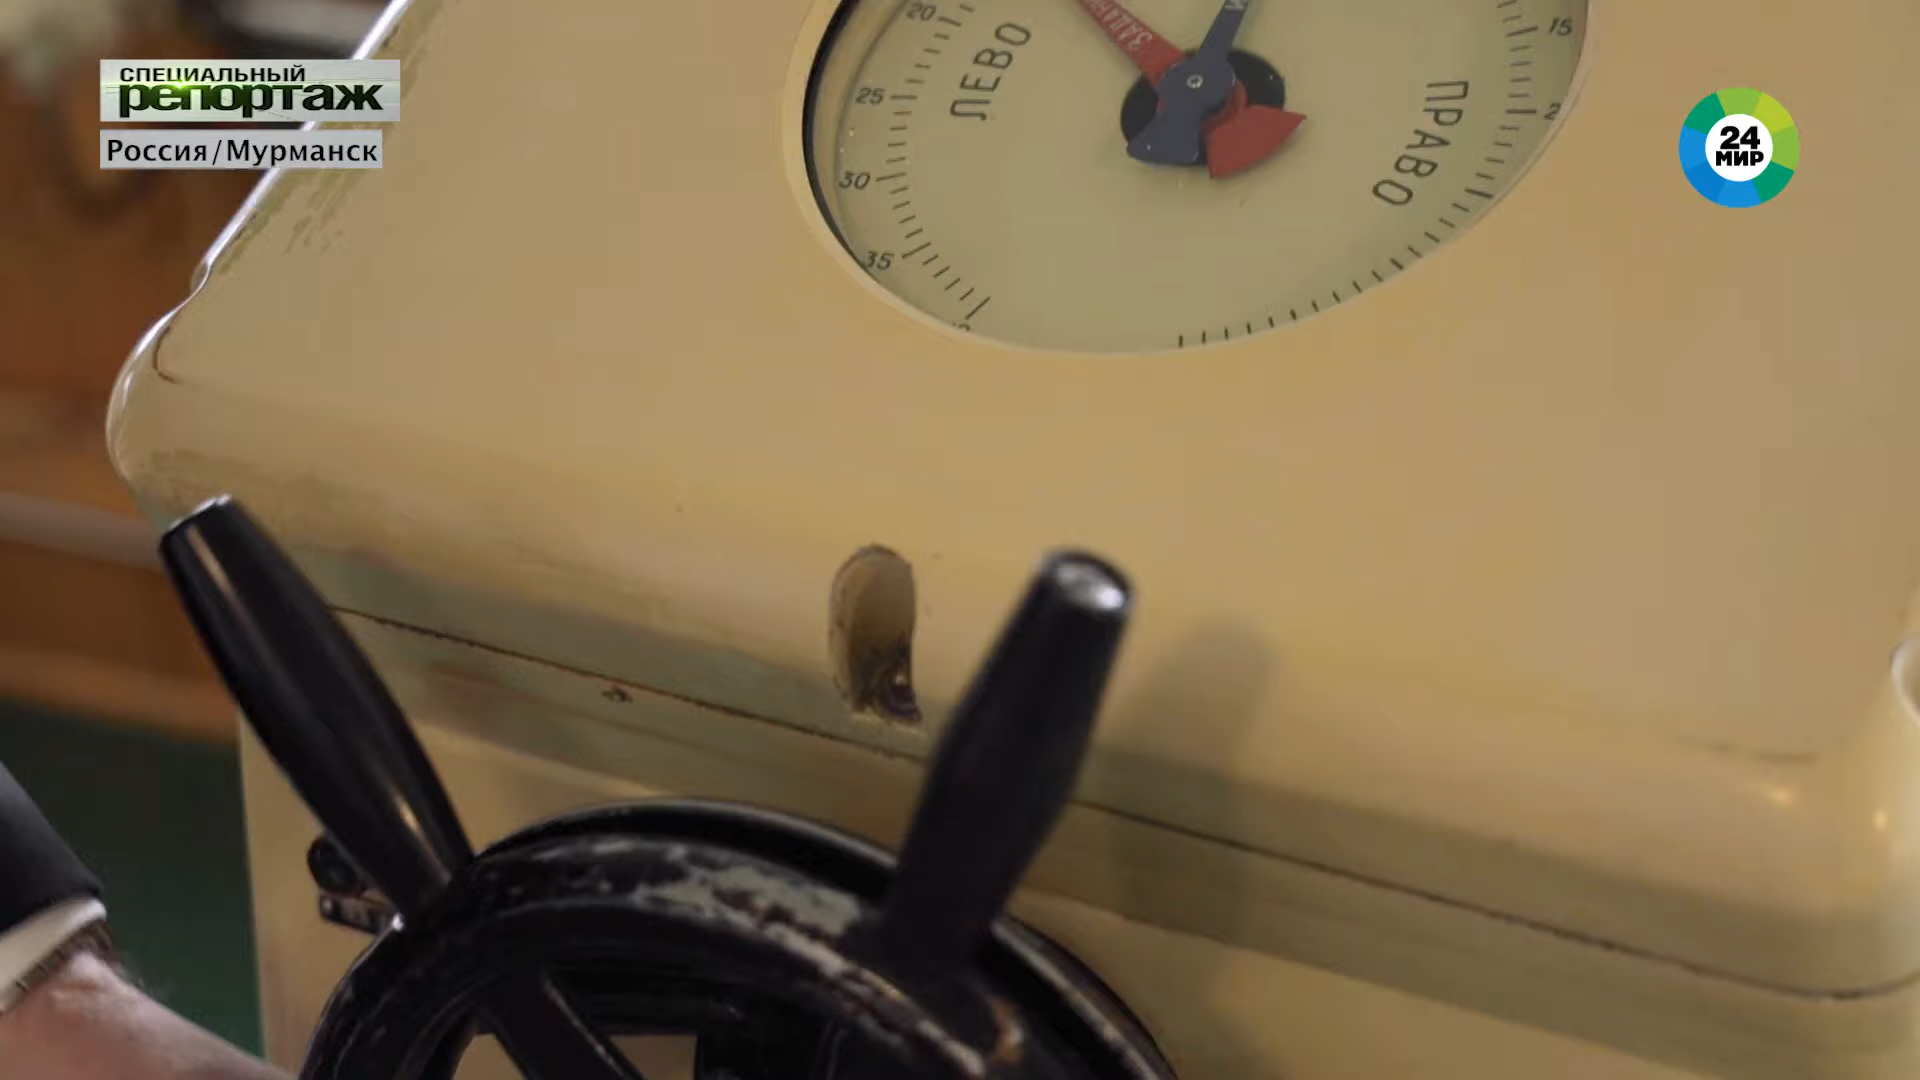 СПЕЦИАЛЬНЫЙ
репортаж
Россия/Мурманск
24
МИР
20
25
30
35
ЛЕВО
ПРАВО
15